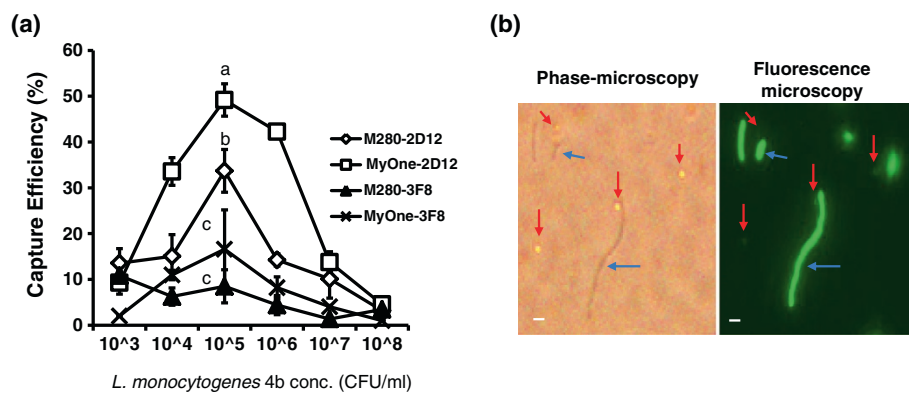 (a)
60
50
40
30
20
10
0
Capture Efficiency (%)
a
b
c
c
M280-2D12
MyOne-2D12
M280-3F8
MyOne-3F8
10^3 10^4 10^5 10^6 10^7 10^8
L. monocytogenes 4b conc. (CFU/ml)
(b)
Phase-microscopy
Fluorescence
microscopy